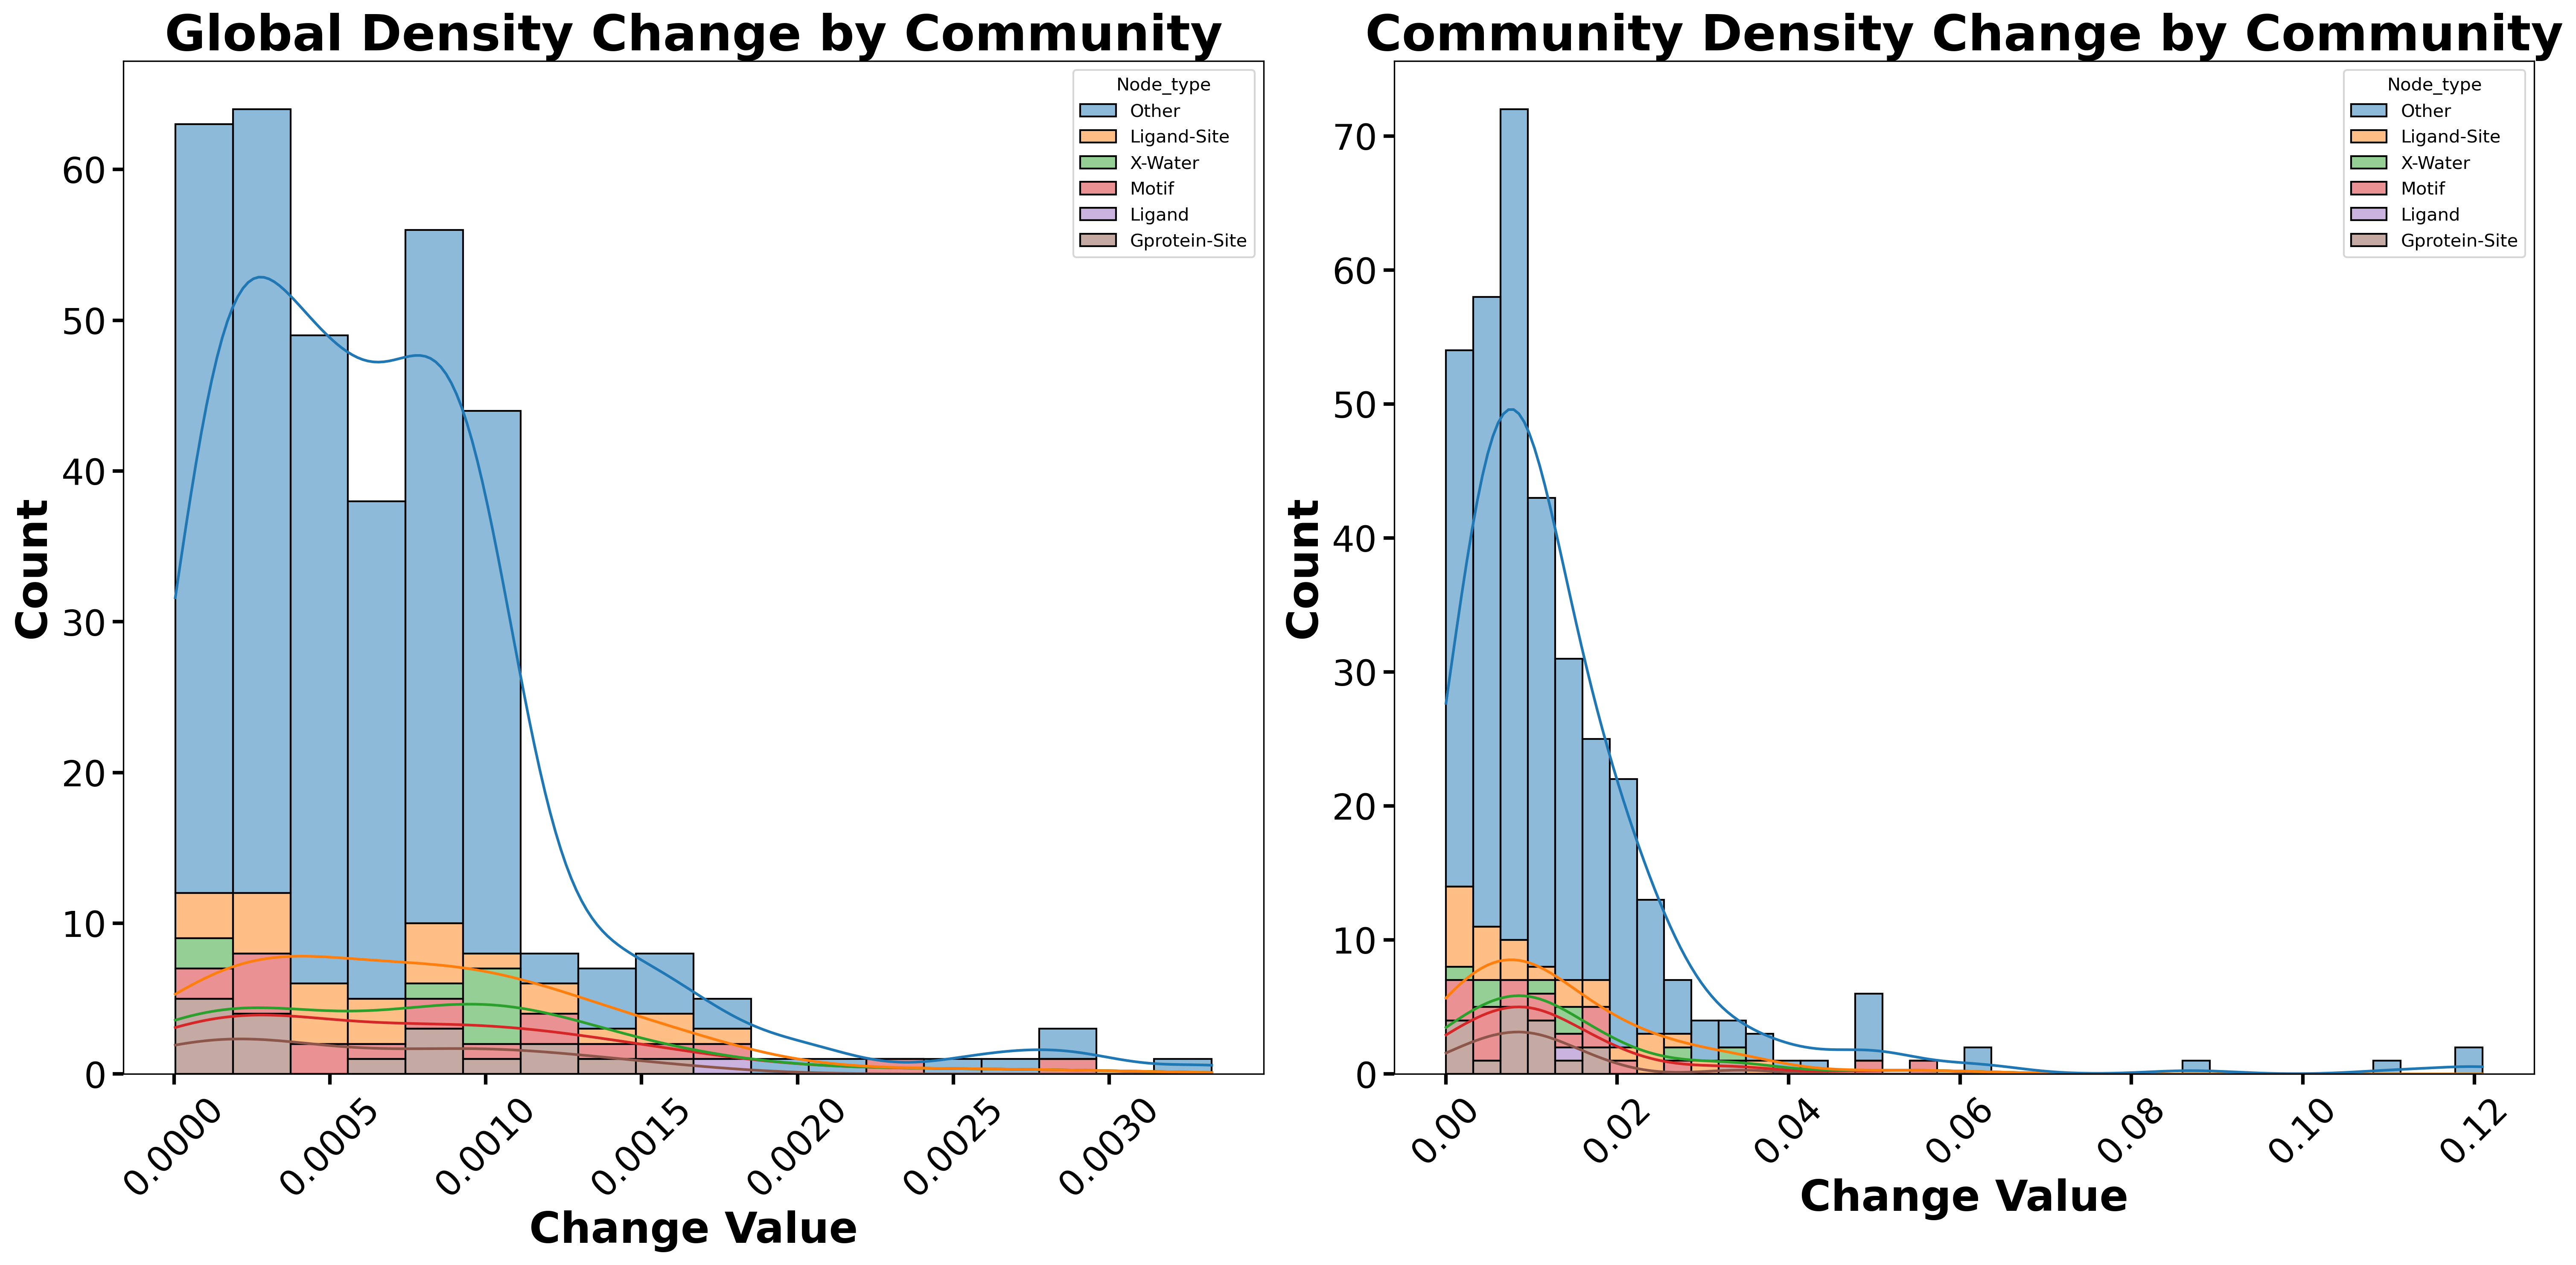 Global Density Change by Community
Count
60
50
40
30
20
10
0
Node_type
Other
Ligand-Site
X-Water
Motif
Ligand
Gprotein-Site
0.0000
0.0005
0.0010
0.0015
0.0020
0.0025
0.0030
Change Value
Community Density Change by Community
Count
70
60
50
40
30
20
10
0
Node_type
Other
Ligand-Site
X-Water
Motif
Ligand
Gprotein-Site
0.00
0.02
0.04
0.06
0.08
0.10
0.12
Change Value